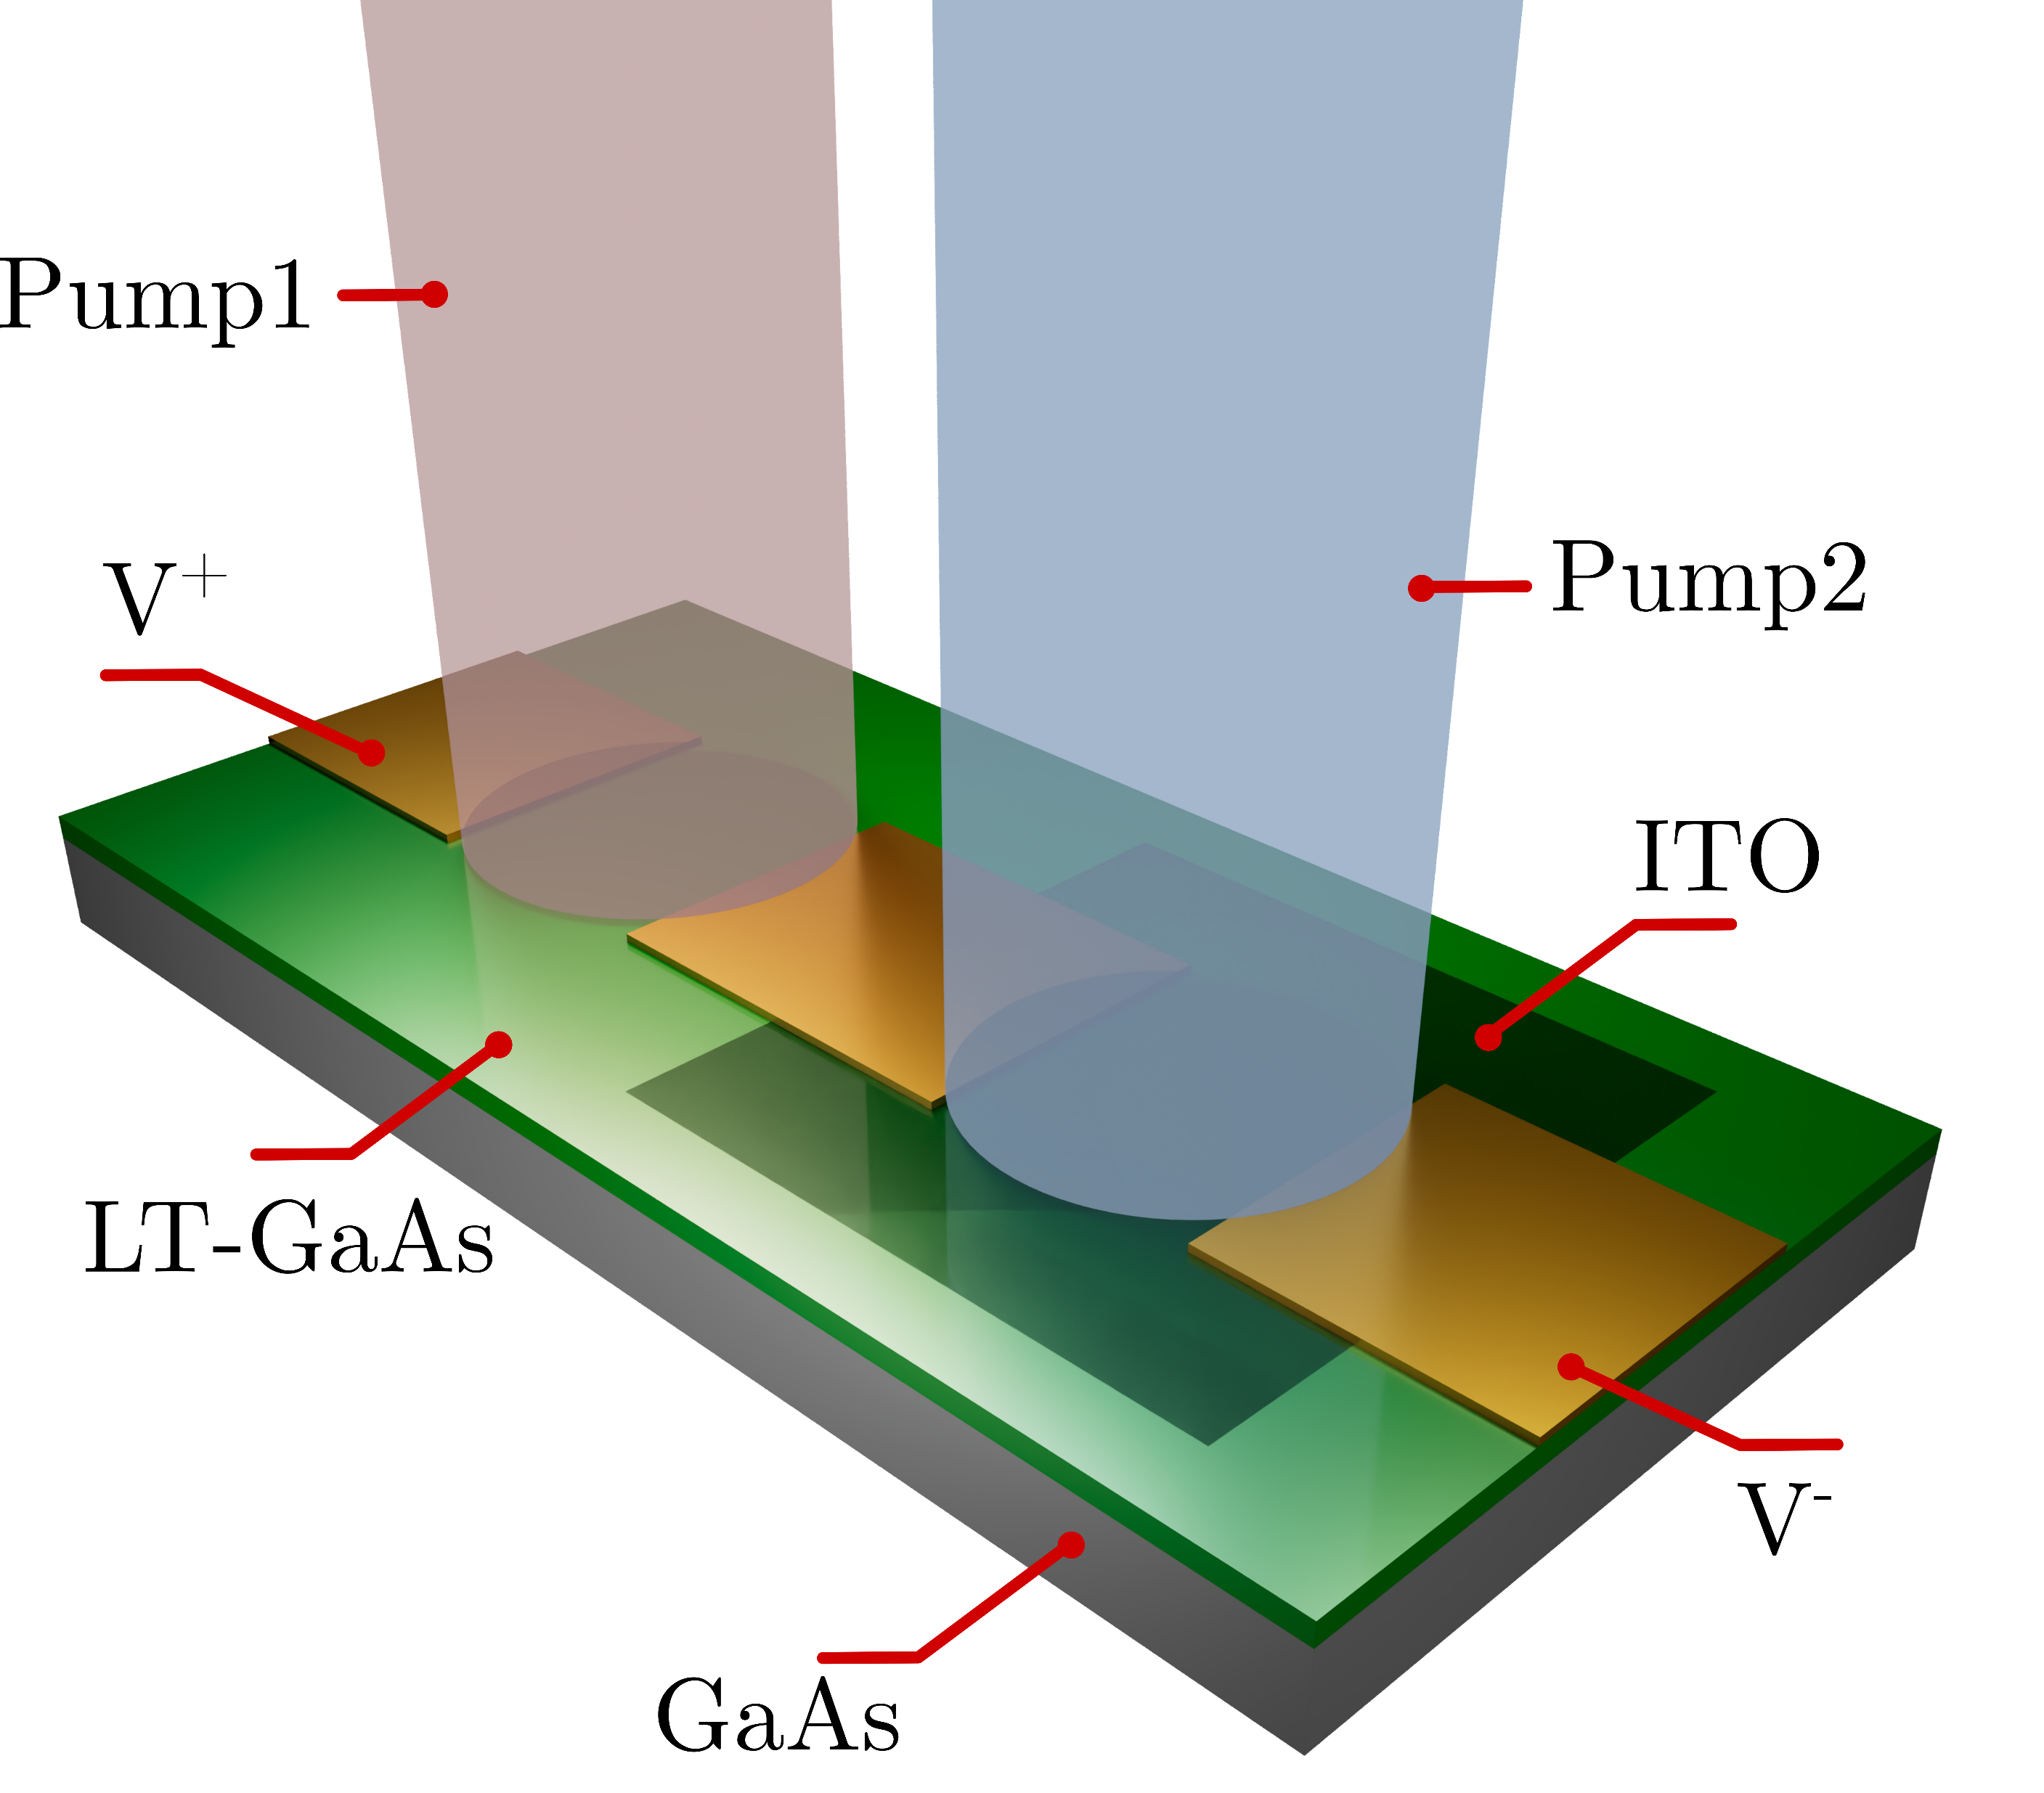 Pump1
V⁺
Pump2
ITO
LT-GaAs
V⁻
GaAs